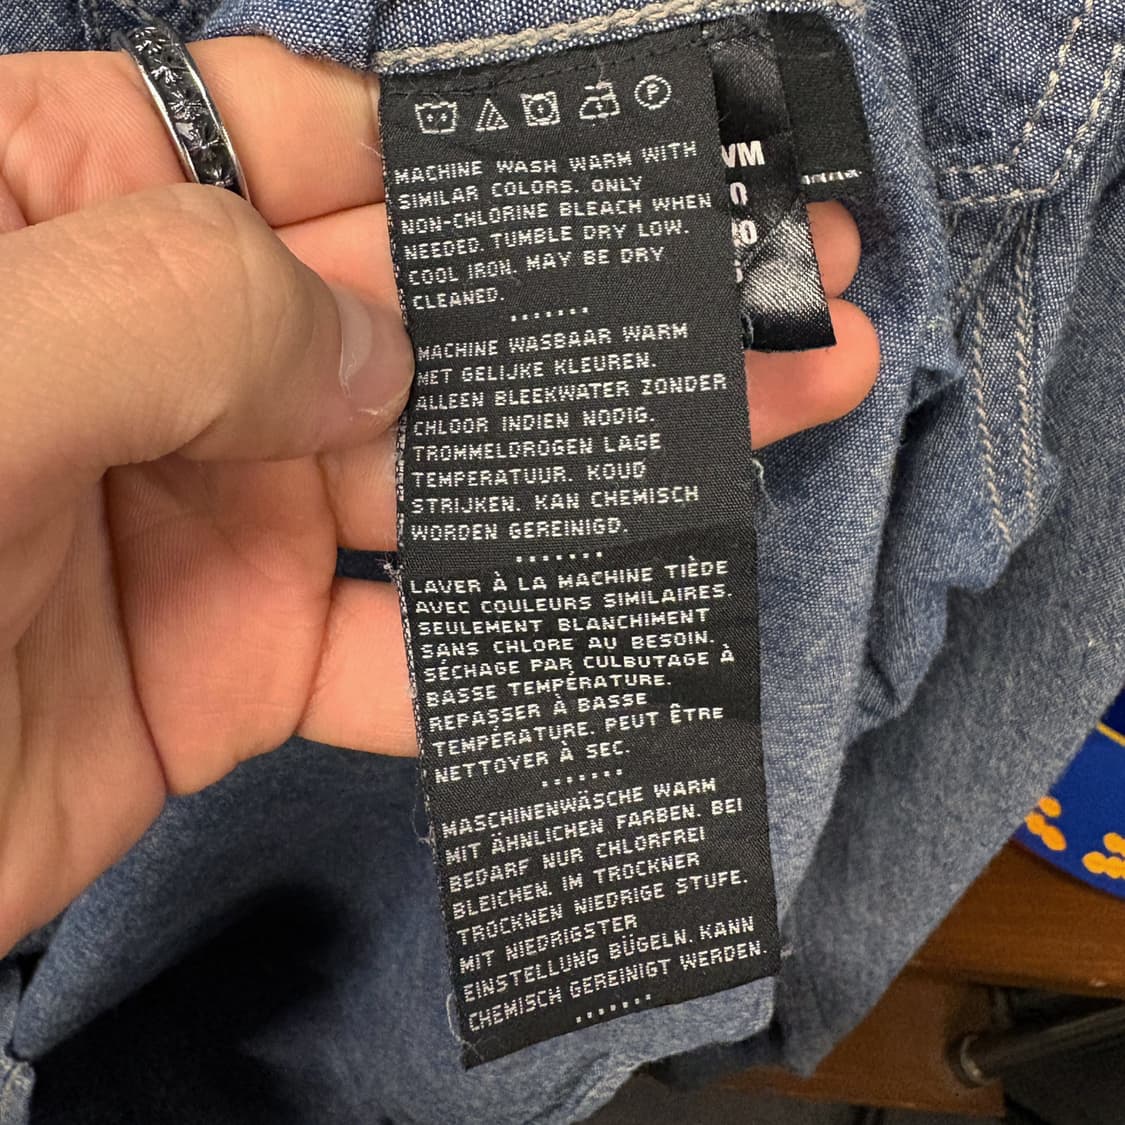 P
MACHINE WASH WARM WITH
SIMILAR COLORS. ONLY
NON-CHLORINE BLEACH WHEN
NEEDED. TUMBLE DRY LOW.
COOL IRON. MAY BE DRY
CLEANED.
MACHINE WASBAAR WARM
MET GELIJKE KLEUREN.
ALLEEN BLEEKWATER ZONDER
CHLOOR INDIEN NODIG.
TROMMELDROGEN LAGE
TEMPERATUUR. KOUD
STRIJKEN. KAN CHEMISCH
WORDEN GEREINIGD.
LAVER À LA MACHINE TIÈDE
AVEC COULEURS SIMILAIRES.
SEULEMENT BLANCHIMENT
SANS CHLORE AU BESOIN.
SÉCHAGE PAR CULBUTAGE À
BASSE TEMPÉRATURE.
REPASSER À BASSE
TEMPÉRATURE. PEUT ÊTRE
NETTOYER À SEC.
MASCHINENWÄSCHE WARM
MIT ÄHNLICHEN FARBEN. BEI
BEDARF NUR CHLORFREI
BLEICHEN. IM TROCKNER
TROCKNEN NIEDRIGE STUFE.
MIT NIEDRIGSTER
EINSTELLUNG BÜGELN. KANN
CHEMISCH GEREINIGT WERDEN.